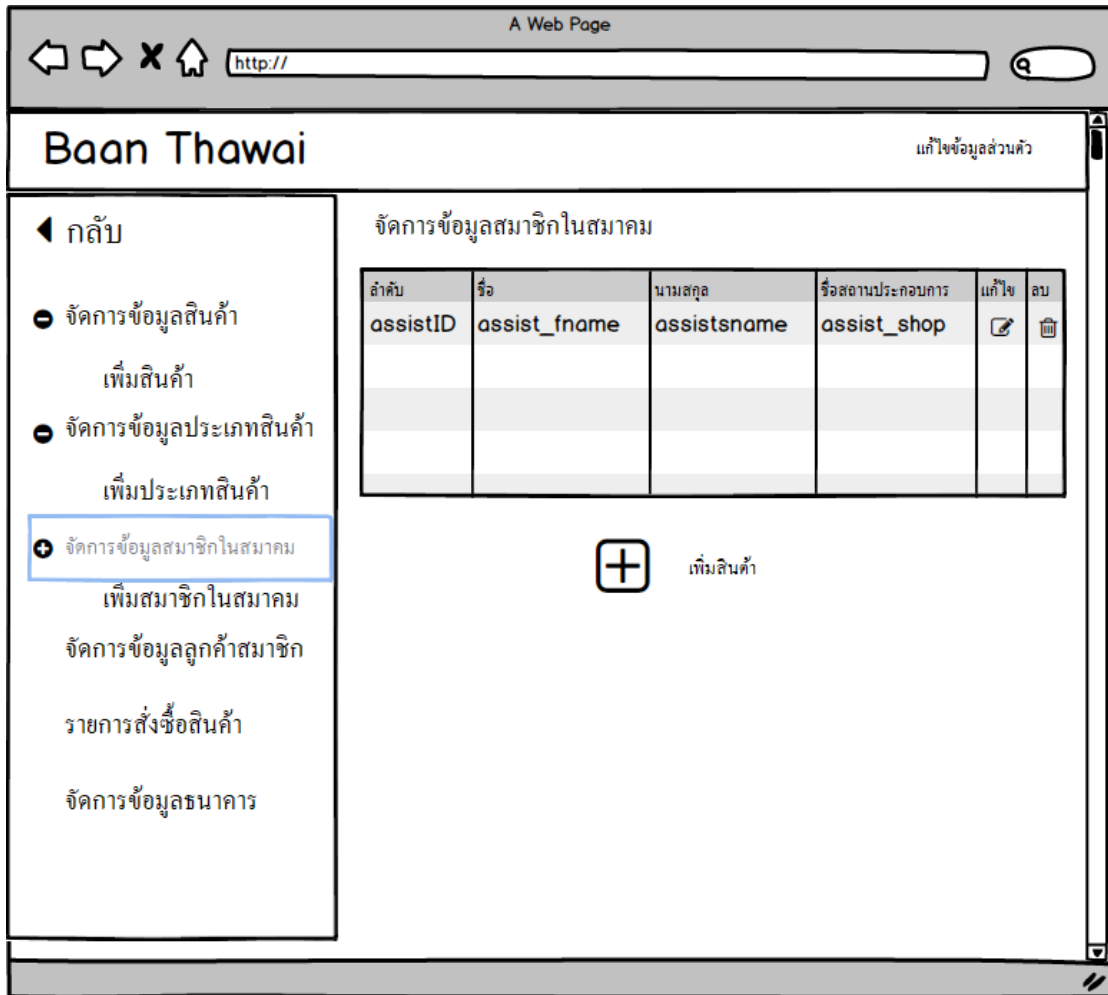 A Web Page
http://
Baan Thawai
แก้ไขข้อมูลส่วนตัว
กลับ
จัดการข้อมูลสินค้า
เพิ่มสินค้า
จัดการข้อมูลประเภทสินค้า
เพิ่มประเภทสินค้า
จัดการข้อมูลสมาชิกในสมาคม
เพิ่มสมาชิกในสมาคม
จัดการข้อมูลลูกค้าสมาชิก
รายการสั่งซื้อสินค้า
จัดการข้อมูลธนาคาร
จัดการข้อมูลสมาชิกในสมาคม
ลำดับ ชื่อ นามสกุล ชื่อสถานประกอบการ แก้ไข ลบ
assistID assist_fname assistsname assist_shop
เพิ่มสินค้า